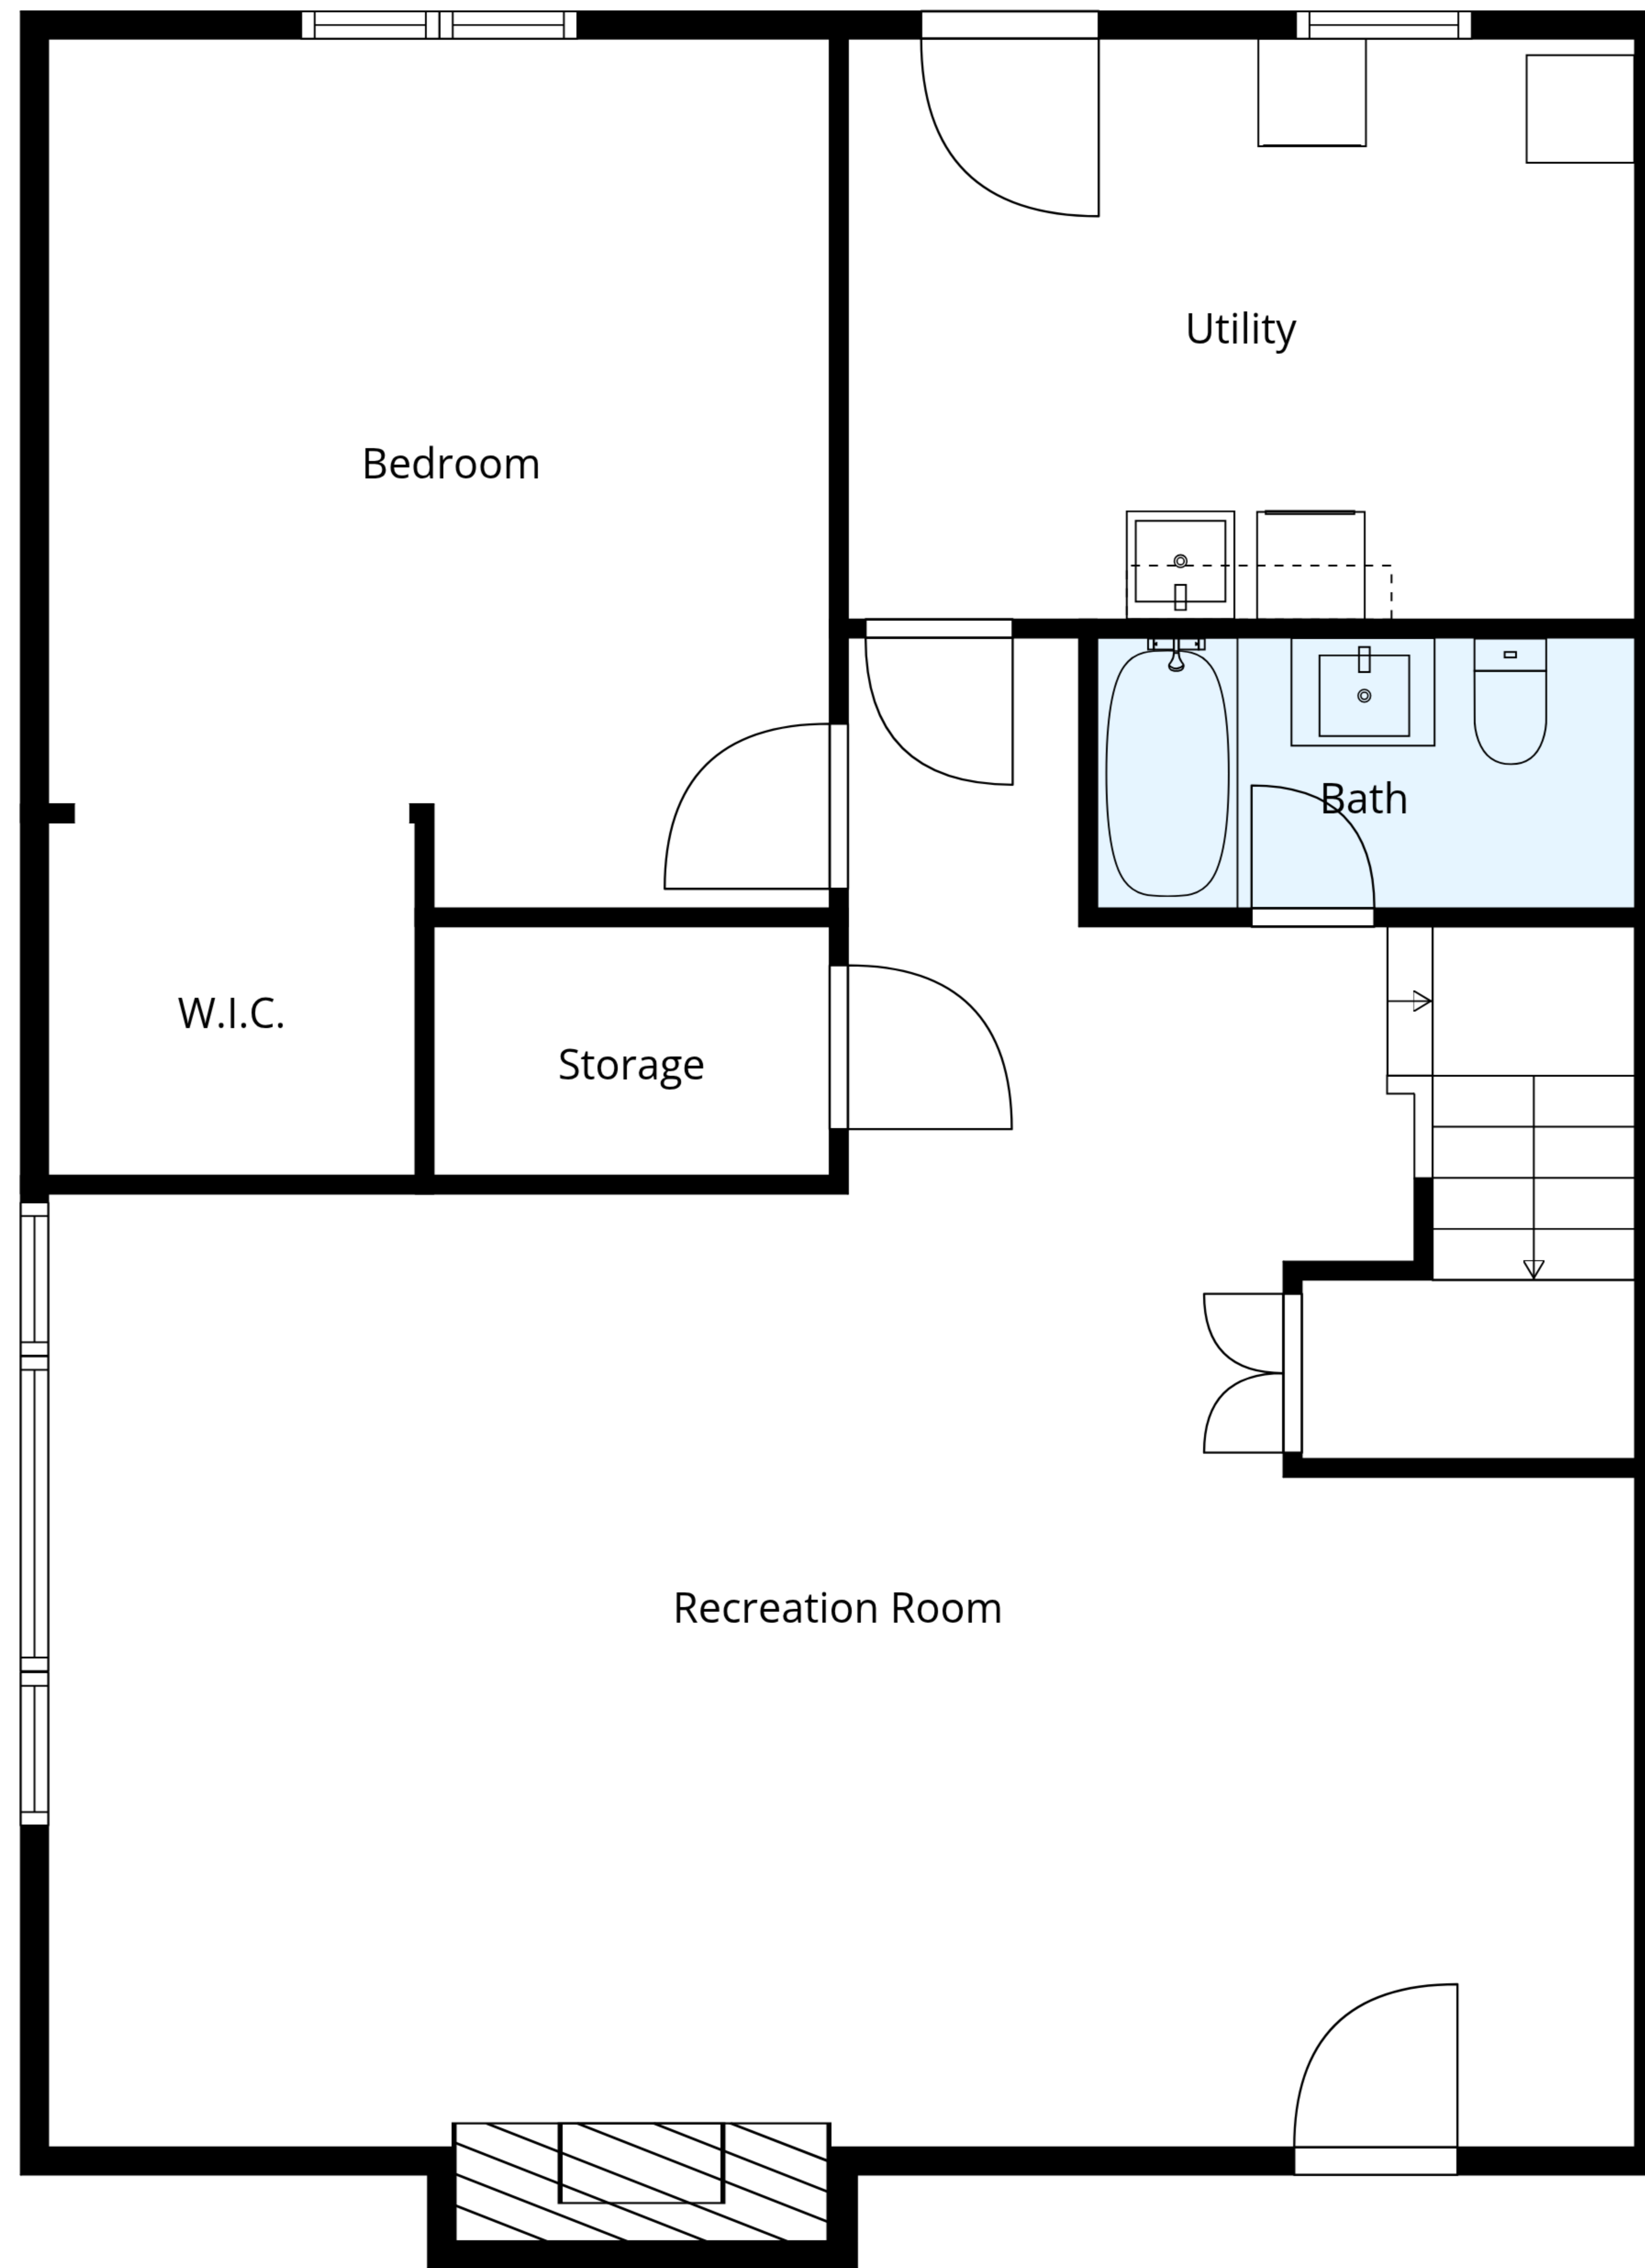 Utility
Bedroom
Bath
W.I.C.
Storage
Recreation Room